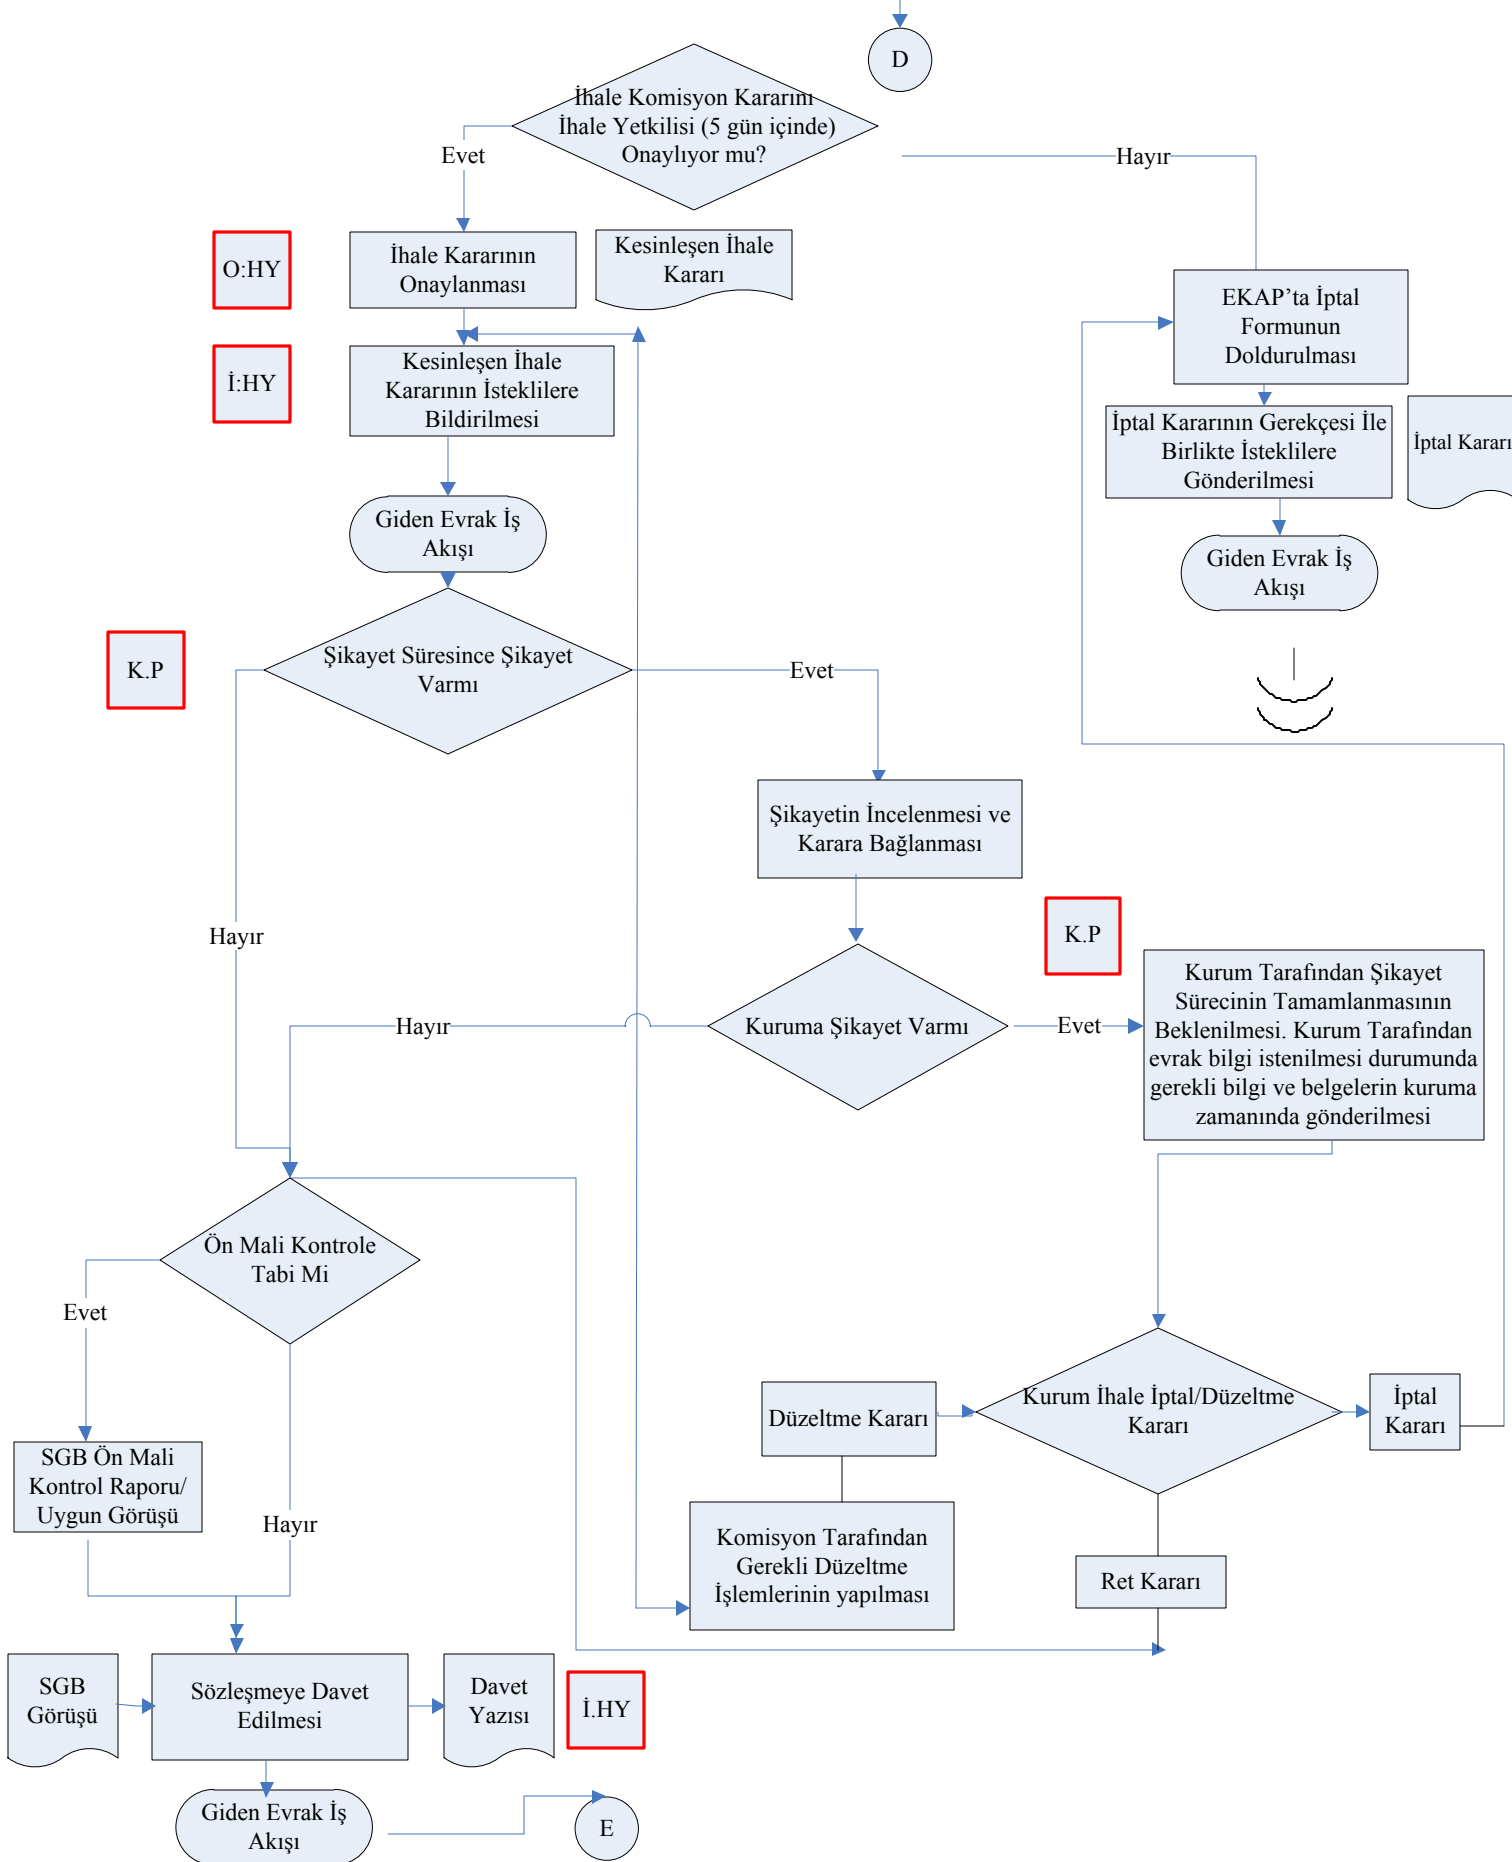 D
İhale Komisyon Kararını
İhale Yetkilisi (5 gün içinde)
Onaylıyor mu?
Evet
Hayır
O:HY
İhale Kararının
Onaylanması
Kesinleşen İhale
Kararı
EKAP’ta İptal
Formunun
Doldurulması
İ:HY
Kesinleşen İhale
Kararının İsteklilere
Bildirilmesi
İptal Kararının Gerekçesi İle
Birlikte İsteklilere
Gönderilmesi
İptal Kararı
Giden Evrak İş
Akışı
Giden Evrak İş
Akışı
K.P
Şikayet Süresince Şikayet
Varmı
Evet
Şikayetin İncelenmesi ve
Karara Bağlanması
Hayır
K.P
Kurum Tarafından Şikayet
Sürecinin Tamamlanmasının
Beklenilmesi. Kurum Tarafından
evrak bilgi istenilmesi durumunda
gerekli bilgi ve belgelerin kuruma
zamanında gönderilmesi
Hayır
Kuruma Şikayet Varmı
Evet
Ön Mali Kontrole
Tabi Mi
Evet
Düzeltme Kararı
Kurum İhale İptal/Düzeltme
Kararı
İptal
Kararı
SGB Ön Mali
Kontrol Raporu/
Uygun Görüşü
Hayır
Komisyon Tarafından
Gerekli Düzeltme
İşlemlerinin yapılması
Ret Kararı
SGB
Görüşü
Sözleşmeye Davet
Edilmesi
Davet
Yazısı
İ.HY
Giden Evrak İş
Akışı
E